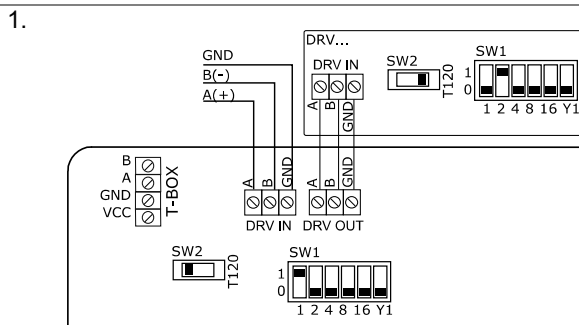 1.
DRV...
DRV IN
A B GND
SW2
T120
SW1
1
0
1 2 4 8 16 Y1
GND
B(-)
A(+)
B
A
GND
VCC
T-BOX
A B GND
DRV IN
A B GND
DRV OUT
SW2
T120
SW1
1
0
1 2 4 8 16 Y1